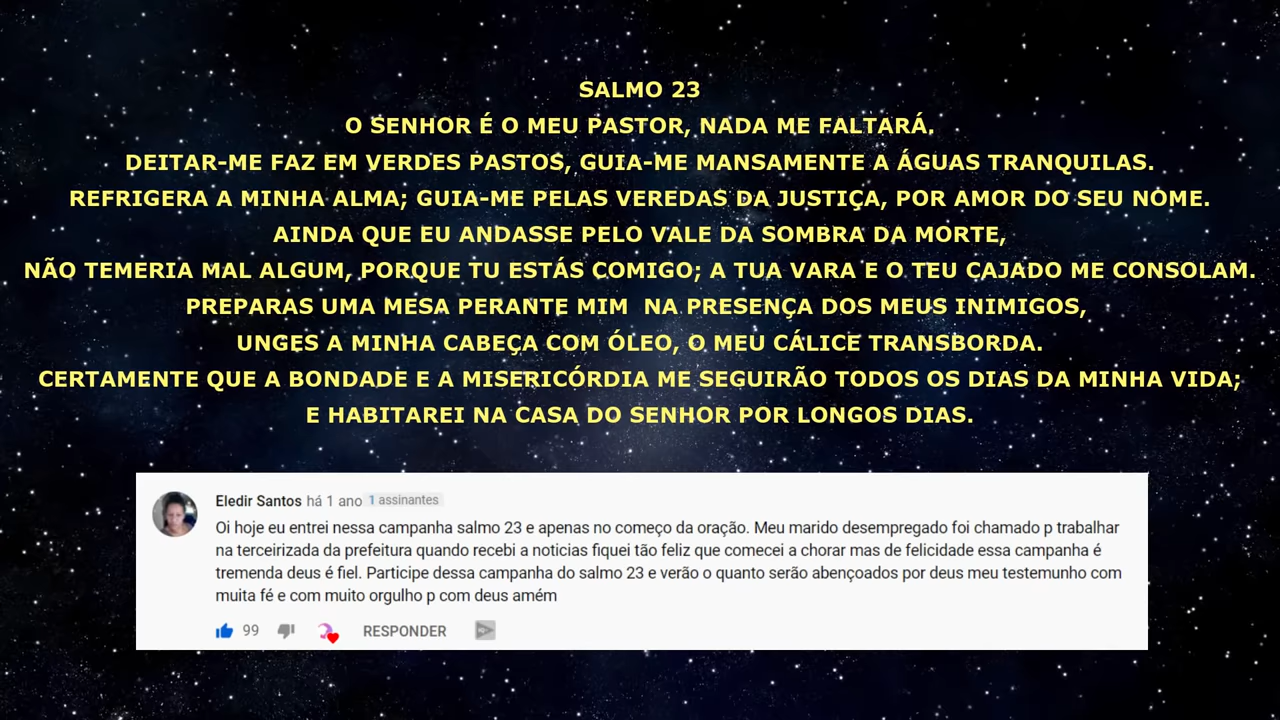 SALMO 23
O SENHOR É O MEU PASTOR, NADA ME FALTARÁ.
DEITAR-ME FAZ EM VERDES PASTOS, GUIA-ME MANSAMENTE A ÁGUAS TRANQUILAS.
REFRIGERA A MINHA ALMA; GUIA-ME PELAS VEREDAS DA JUSTIÇA, POR AMOR DO SEU NOME.
AINDA QUE EU ANDASSE PELO VALE DA SOMBRA DA MORTE,
NÃO TEMERIA MAL ALGUM, PORQUE TU ESTÁS COMIGO; A TUA VARA E O TEU CAJADO ME CONSOLAM.
PREPARAS UMA MESA PERANTE MIM NA PRESENÇA DOS MEUS INIMIGOS,
UNGES A MINHA CABEÇA COM ÓLEO, O MEU CÁLICE TRANSBORDA.
CERTAMENTE QUE A BONDADE E A MISERICÓRDIA ME SEGUIRÃO TODOS OS DIAS DA MINHA VIDA;
E HABITAREI NA CASA DO SENHOR POR LONGOS DIAS.
Eledir Santos há 1 ano 1 assinantes
Oi hoje eu entrei nessa campanha salmo 23 e apenas no começo da oração. Meu marido desempregado foi chamado p trabalhar
na terceirizada da prefeitura quando recebi a noticias fiquei tão feliz que comecei a chorar mas de felicidade essa campanha é
tremenda deus é fiel. Participe dessa campanha do salmo 23 e verão o quanto serão abençoados por deus meu testemunho com
muita fé e com muito orgulho p com deus amém
99 RESPONDER